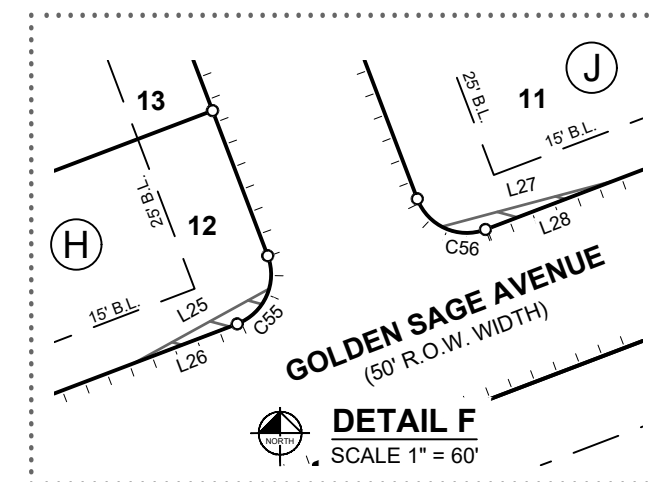 13
25' B.L.
12
H
15' B.L.
L25
L26
C55
25' B.L.
11
J
15' B.L.
L27
L28
C56
GOLDEN SAGE AVENUE
(50' R.O.W. WIDTH)
NORTH
DETAIL F
SCALE 1" = 60'